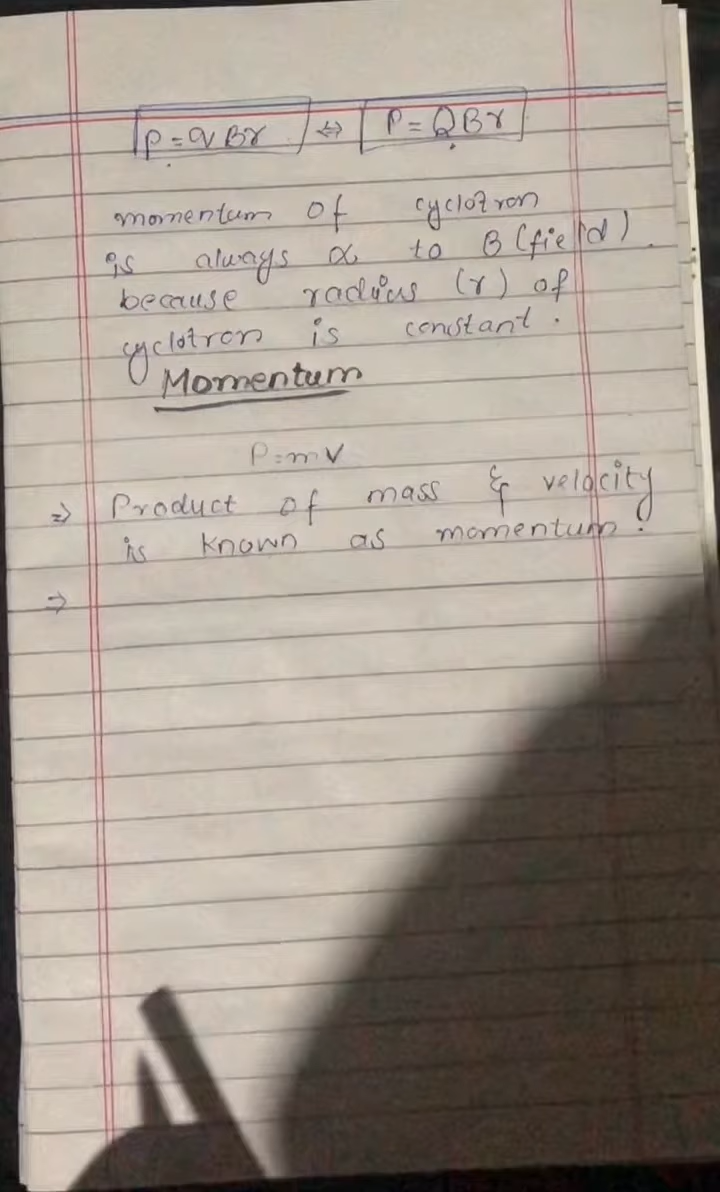 P = qBr ⇔ P = QBr
momentum of cyclotron
is always ∝ to B (field).
because radius (r) of
cyclotron is constant.
Momentum
P=mV
⇒ Product of mass & velocity
is known as momentum.
⇒